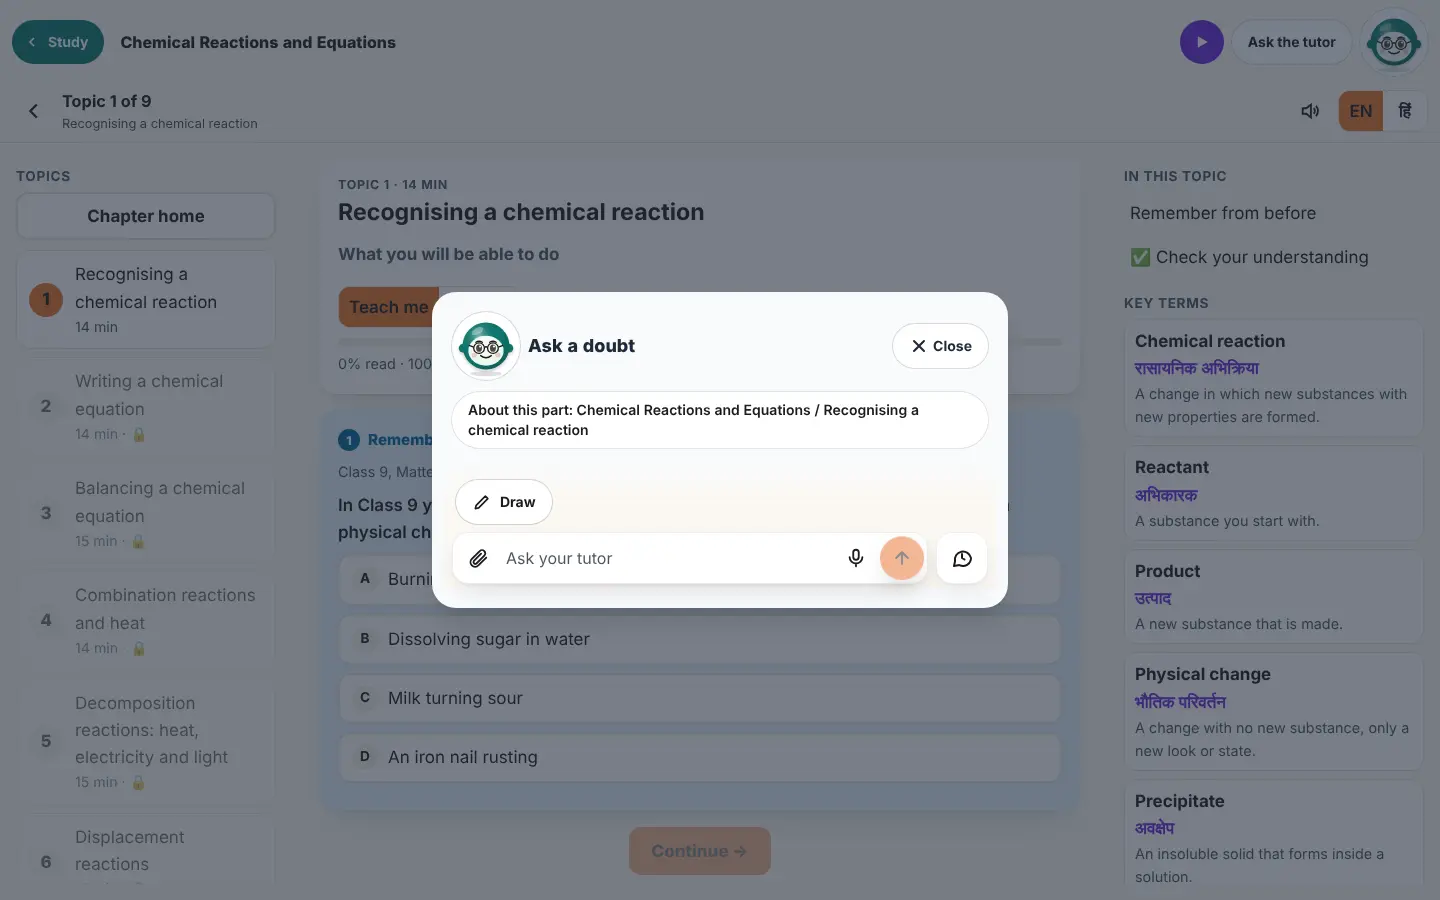 Study
Chemical Reactions and Equations
Ask the tutor
Topic 1 of 9
Recognising a chemical reaction
EN
हिं
TOPICS
Chapter home
1
Recognising a
chemical reaction
14 min
2
Writing a chemical
equation
14 min ·
3
Balancing a chemical
equation
15 min ·
4
Combination reactions
and heat
14 min
5
Decomposition
reactions: heat,
electricity and light
15 min ·
6
Displacement
reactions
TOPIC 1 · 14 MIN
Recognising a chemical reaction
What you will be able to do
Teach me
0% read · 100
1
Class 9,
In Class 9
physical
A
B Dissolving sugar in water
C Milk turning sour
D An iron nail rusting
Continue →
Ask a doubt
Close
About this part: Chemical Reactions and Equations / Recognising a
chemical reaction
Draw
Ask your tutor
IN THIS TOPIC
Remember from before
✅ Check your understanding
KEY TERMS
Chemical reaction
रासायनिक अभिक्रिया
A change in which new substances with
new properties are formed.
Reactant
अभिकारक
A substance you start with.
Product
उत्पाद
A new substance that is made.
Physical change
भौतिक परिवर्तन
A change with no new substance, only a
new look or state.
Precipitate
अवक्षेप
An insoluble solid that forms inside a
solution.